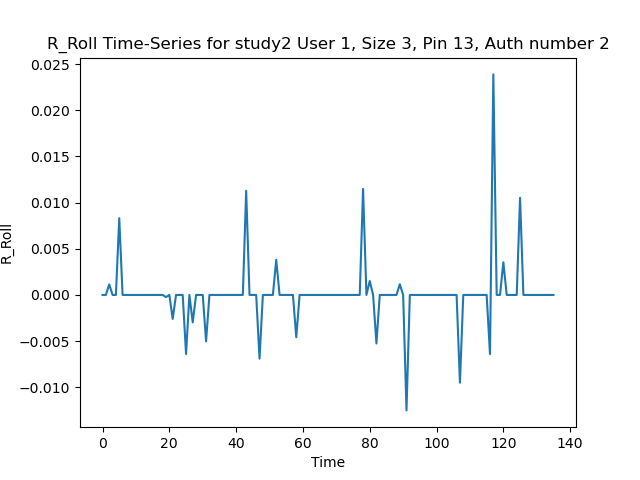 R_Roll Time-Series for study2 User 1, Size 3, Pin 13, Auth number 2
0.025
0.020
0.015
0.010
0.005
0.000
−0.005
−0.010
R_Roll
0 20 40 60 80 100 120 140
Time